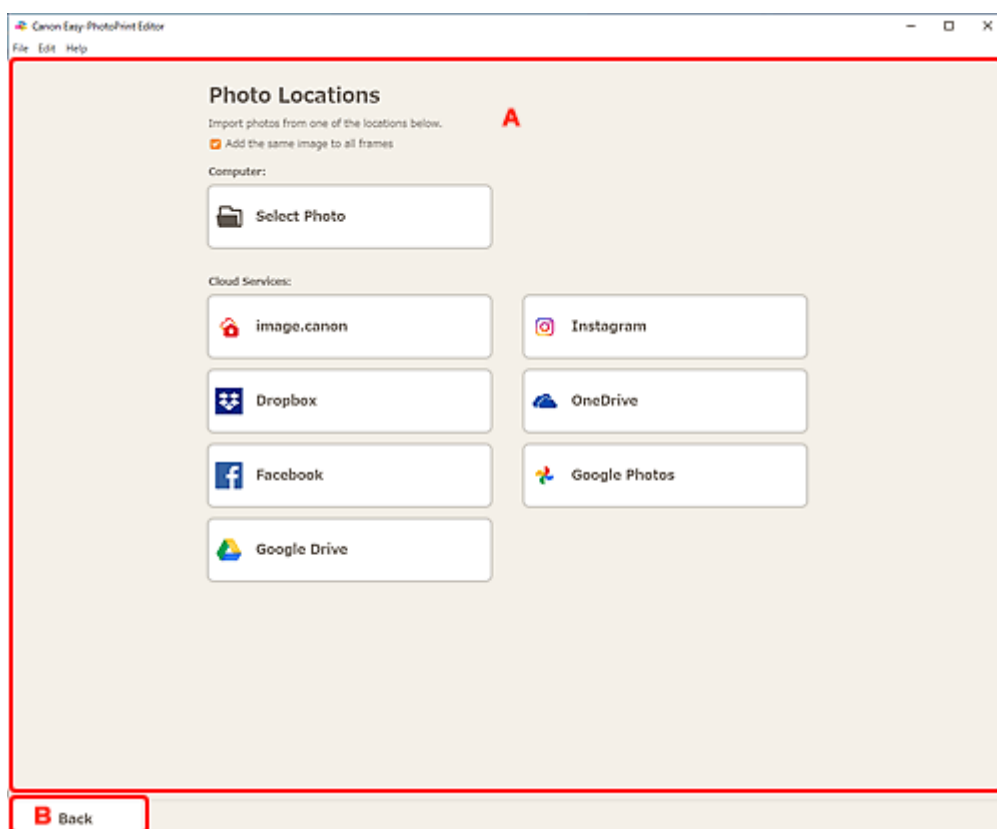 Canon Easy-PhotoPrint Editor
File Edit Help
Photo Locations
A
Import photos from one of the locations below.
Add the same image to all frames
Computer:
Select Photo
Cloud Services:
image.canon
Instagram
Dropbox
OneDrive
Facebook
Google Photos
Google Drive
B Back